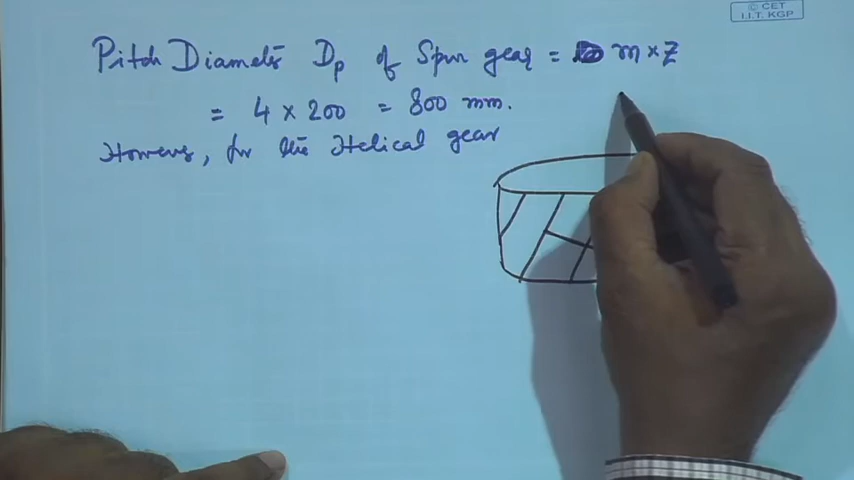 © CET
I.I.T. KGP
Pitch Diameter Dp of Spur gear = m × Z
= 4 × 200 = 800 mm.
However, for the Helical gear